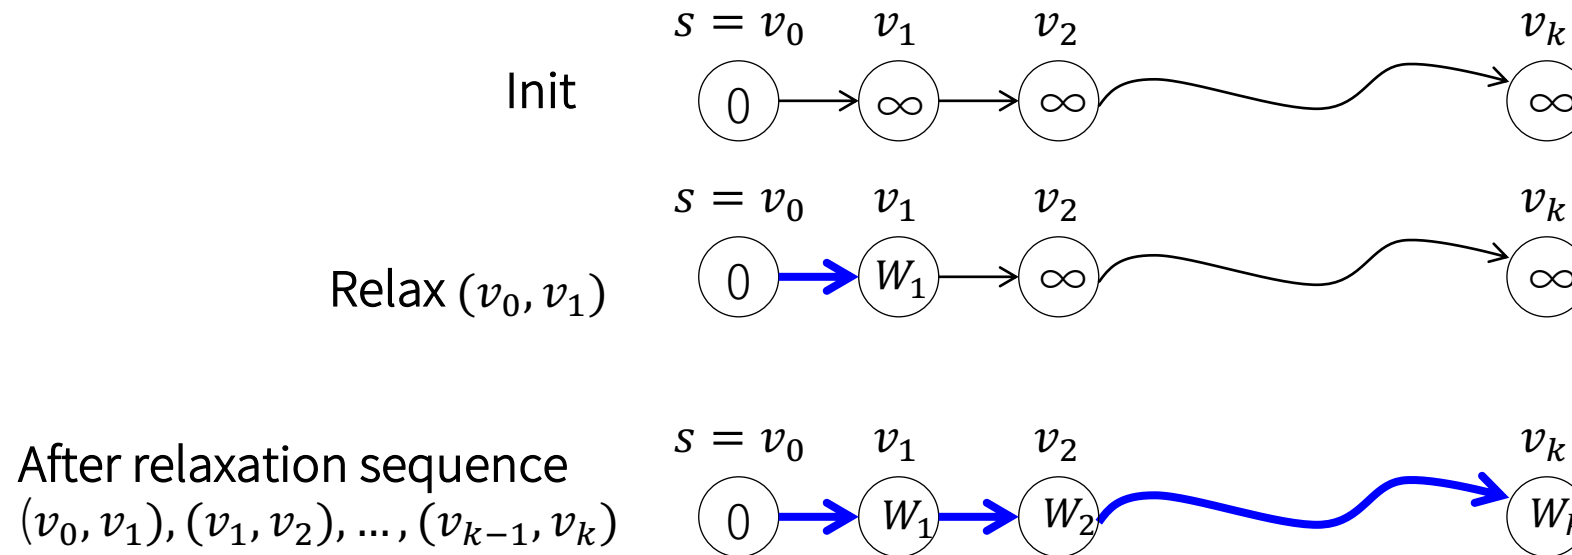 s = v₀ v₁ v₂ vₖ
Init 0 ∞ ∞ ∞
s = v₀ v₁ v₂ vₖ
Relax (v₀, v₁) 0 W₁ ∞ ∞
s = v₀ v₁ v₂ vₖ
After relaxation sequence
(v₀, v₁), (v₁, v₂), ... , (vₖ₋₁, vₖ) 0 W₁ W₂ Wₖ